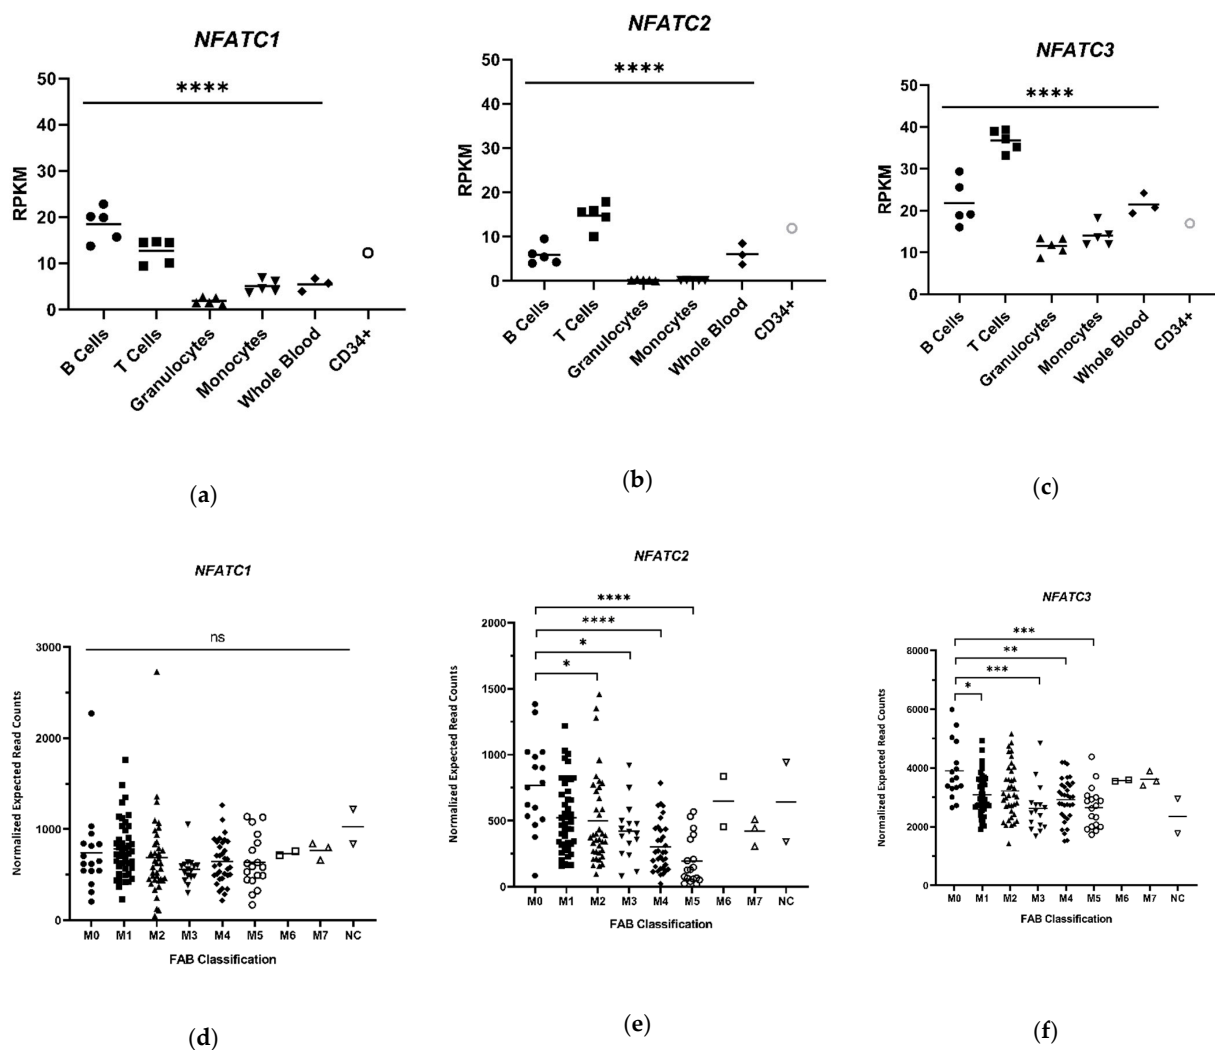 NFATC1
****
RPKM
50
40
30
20
10
0
B Cells
T Cells
Granulocytes
Monocytes
Whole Blood
CD34+
(a)
NFATC2
****
RPKM
50
40
30
20
10
0
B Cells
T Cells
Granulocytes
Monocytes
Whole Blood
CD34+
(b)
NFATC3
****
RPKM
50
40
30
20
10
0
B Cells
T Cells
Granulocytes
Monocytes
Whole Blood
CD34+
(c)
NFATC1
ns
Normalized Expected Read Counts
3000
2000
1000
0
M0 M1 M2 M3 M4 M5 M6 M7 NC
FAB Classification
(d)
NFATC2
****
****
*
*
Normalized Expected Read Counts
2000
1500
1000
500
0
M0 M1 M2 M3 M4 M5 M6 M7 NC
FAB Classification
(e)
NFATC3
***
**
***
*
Normalized Expected Read Counts
8000
6000
4000
2000
0
M0 M1 M2 M3 M4 M5 M6 M7 NC
FAB Classification
(f)